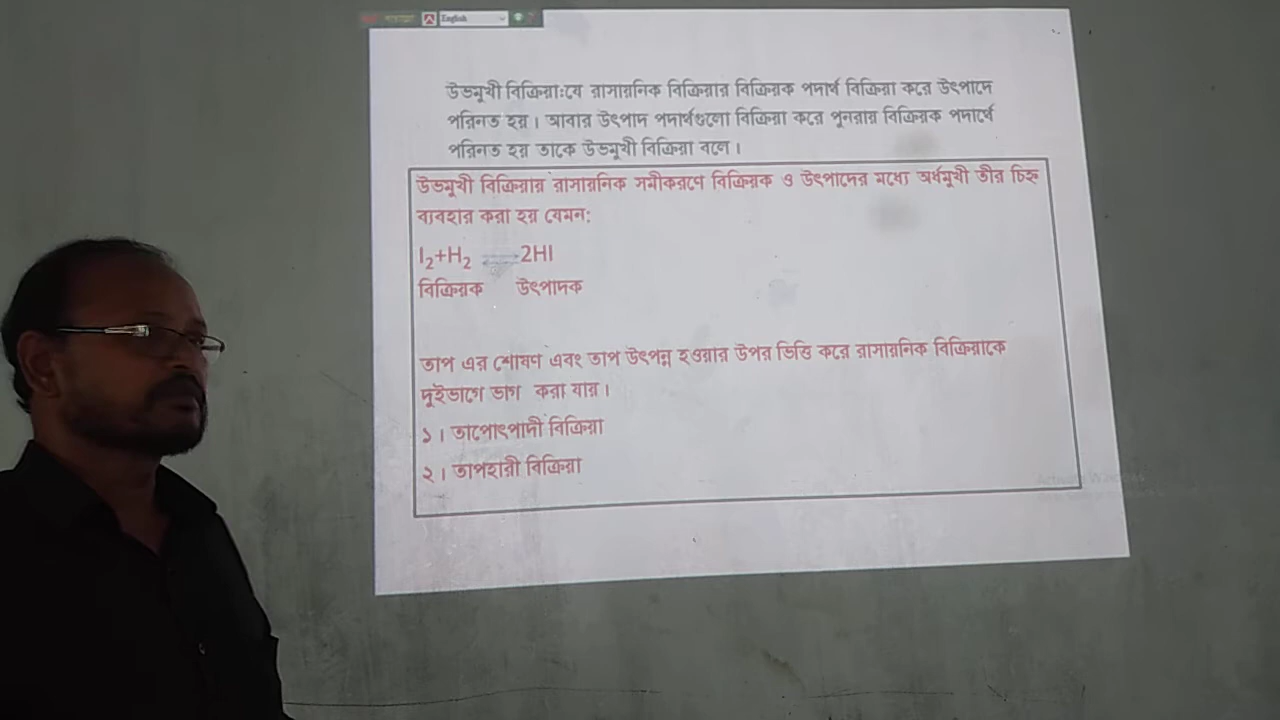 English
উভমুখী বিক্রিয়া:যে রাসায়নিক বিক্রিয়ার বিক্রিয়ক পদার্থ বিক্রিয়া করে উৎপাদে
পরিনত হয়। আবার উৎপাদ পদার্থগুলো বিক্রিয়া করে পুনরায় বিক্রিয়ক পদার্থে
পরিনত হয় তাকে উভমুখী বিক্রিয়া বলে।
উভমুখী বিক্রিয়ার রাসায়নিক সমীকরণে বিক্রিয়ক ও উৎপাদের মধ্যে অর্ধমুখী তীর চিহ্ন
ব্যবহার করা হয় যেমন:
I₂+H₂ ⇌ 2HI
বিক্রিয়ক উৎপাদক
তাপ এর শোষণ এবং তাপ উৎপন্ন হওয়ার উপর ভিত্তি করে রাসায়নিক বিক্রিয়াকে
দুইভাগে ভাগ করা যায়।
১। তাপোৎপাদী বিক্রিয়া
২। তাপহারী বিক্রিয়া